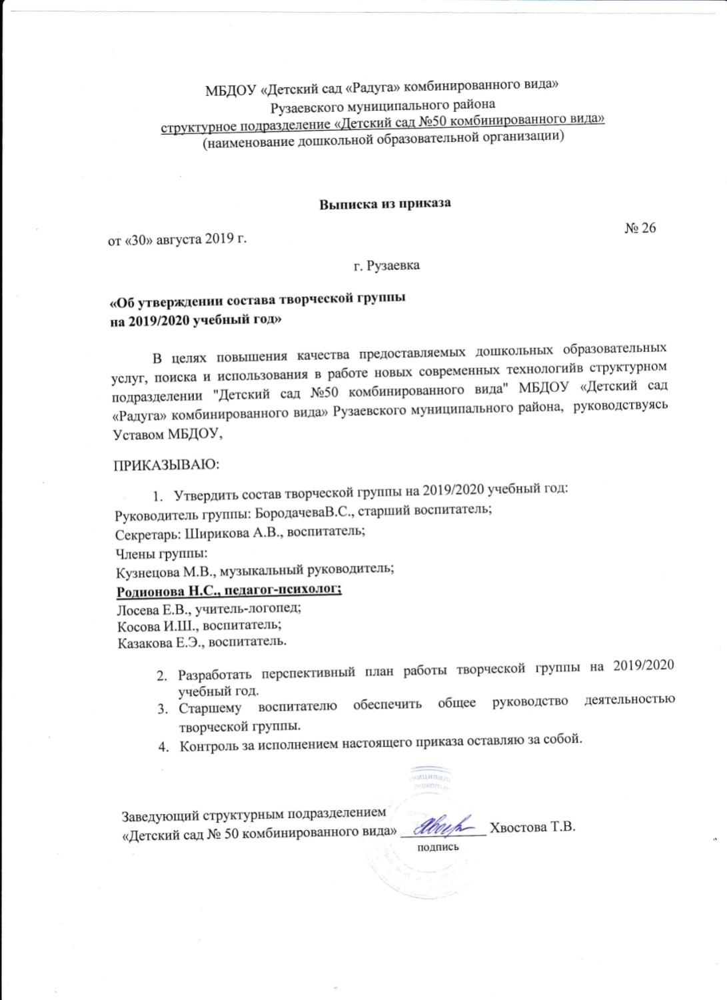 МБДОУ «Детский сад «Радуга» комбинированного вида»
Рузаевского муниципального района
структурное подразделение «Детский сад №50 комбинированного вида»
(наименование дошкольной образовательной организации)
Выписка из приказа
от «30» августа 2019 г. № 26
г. Рузаевка
«Об утверждении состава творческой группы
на 2019/2020 учебный год»
В целях повышения качества предоставляемых дошкольных образовательных
услуг, поиска и использования в работе новых современных технологийв структурном
подразделении "Детский сад №50 комбинированного вида" МБДОУ «Детский сад
«Радуга» комбинированного вида» Рузаевского муниципального района, руководствуясь
Уставом МБДОУ,
ПРИКАЗЫВАЮ:
1. Утвердить состав творческой группы на 2019/2020 учебный год:
Руководитель группы: БородачеваВ.С., старший воспитатель;
Секретарь: Ширикова А.В., воспитатель;
Члены группы:
Кузнецова М.В., музыкальный руководитель;
Родионова Н.С., педагог-психолог;
Лосева Е.В., учитель-логопед;
Косова И.Ш., воспитатель;
Казакова Е.Э., воспитатель.
2. Разработать перспективный план работы творческой группы на 2019/2020
учебный год.
3. Старшему воспитателю обеспечить общее руководство деятельностью
творческой группы.
4. Контроль за исполнением настоящего приказа оставляю за собой.
Заведующий структурным подразделением
«Детский сад № 50 комбинированного вида» ____________ Хвостова Т.В.
подпись